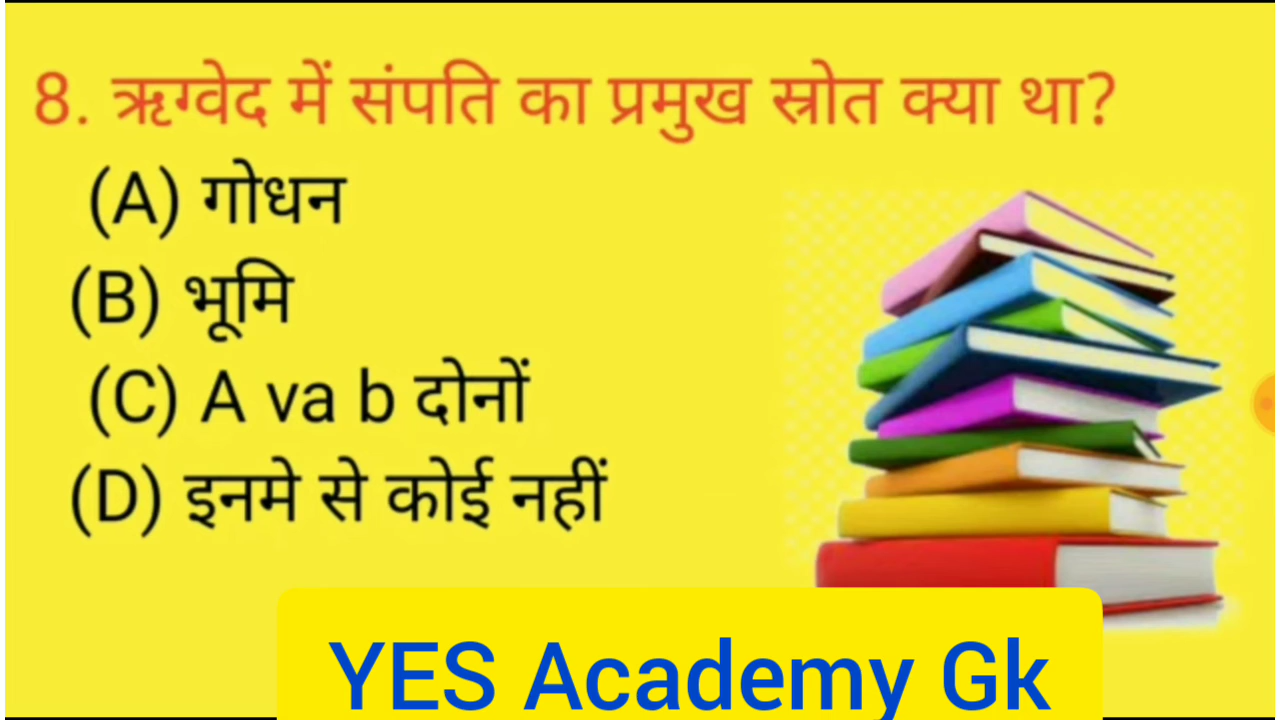 8. ऋग्वेद में संपति का प्रमुख स्रोत क्या था?
(A) गोधन
(B) भूमि
(C) A va b दोनों
(D) इनमे से कोई नहीं
YES Academy Gk